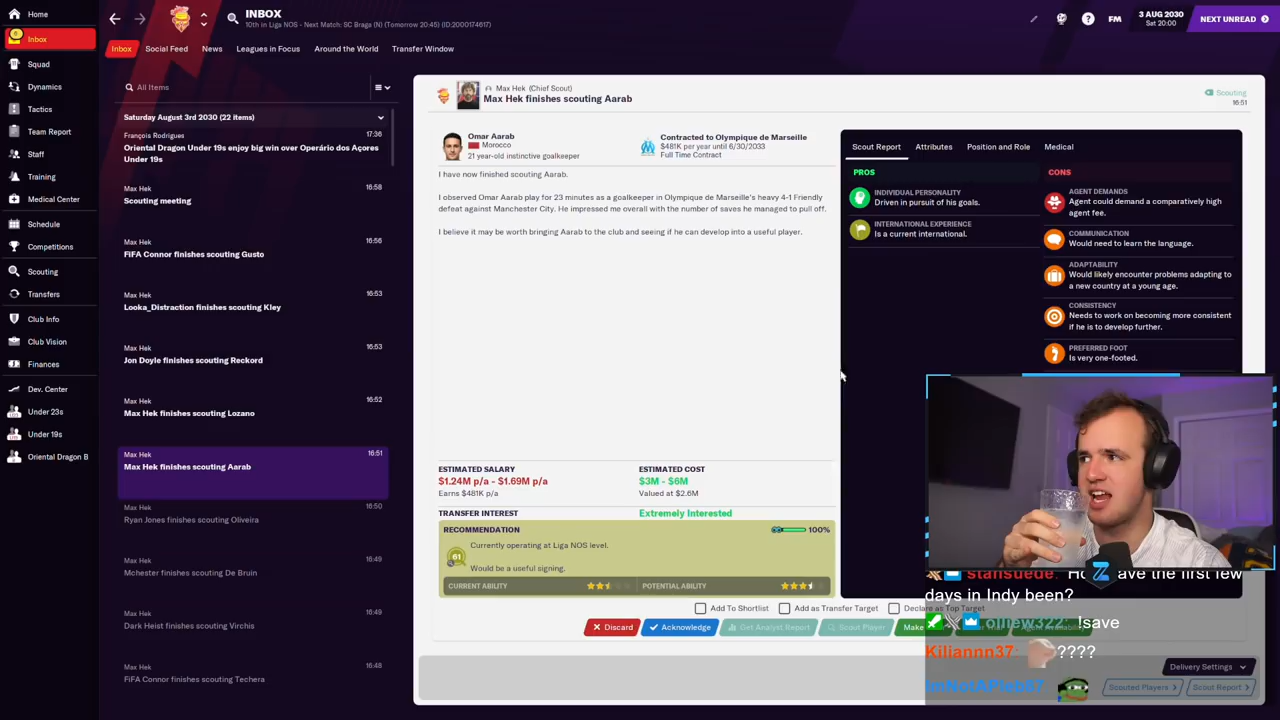 Home
INBOX
10th in Liga NOS - Next Match: SC Braga (N) (Tomorrow 20:45) (ID:2000174617)
FM
3 AUG 2030
Sat 20:00
NEXT UNREAD
6
Inbox
Squad
Dynamics
Tactics
Team Report
Staff
Training
Medical Center
Schedule
Competitions
Scouting
Transfers
Club Info
Club Vision
Finances
Dev. Center
Under 23s
Under 19s
Oriental Dragon B
Inbox
Social Feed
News
Leagues in Focus
Around the World
Transfer Window
All Items
Saturday August 3rd 2030 (22 items)
François Rodrigues
17:36
Oriental Dragon Under 19s enjoy big win over Operário dos Açores
Under 19s
Max Hek
16:58
Scouting meeting
Max Hek
16:56
FiFA Connor finishes scouting Gusto
Max Hek
16:53
Looka_Distraction finishes scouting Kley
Max Hek
16:53
Jon Doyle finishes scouting Reckord
Max Hek
16:52
Max Hek finishes scouting Lozano
Max Hek
16:51
Max Hek finishes scouting Aarab
Max Hek
16:50
Ryan Jones finishes scouting Oliveira
Max Hek
16:49
Mchester finishes scouting De Bruin
Max Hek
16:49
Dark Heist finishes scouting Virchis
Max Hek
16:48
FiFA Connor finishes scouting Techera
Max Hek (Chief Scout)
Max Hek finishes scouting Aarab
Scouting
16:51
Omar Aarab
Morocco
21 year-old instinctive goalkeeper
Contracted to Olympique de Marseille
$481K per year until 6/30/2033
Full Time Contract
I have now finished scouting Aarab.
I observed Omar Aarab play for 23 minutes as a goalkeeper in Olympique de Marseille's heavy 4-1 Friendly
defeat against Manchester City. He impressed me overall with the number of saves he managed to pull off.
I believe it may be worth bringing Aarab to the club and seeing if he can develop into a useful player.
ESTIMATED SALARY
$1.24M p/a - $1.69M p/a
Earns $481K p/a
ESTIMATED COST
$3M - $6M
Valued at $2.6M
TRANSFER INTEREST
Extremely Interested
RECOMMENDATION
100%
61
Currently operating at Liga NOS level.
Would be a useful signing.
CURRENT ABILITY
POTENTIAL ABILITY
Scout Report
Attributes
Position and Role
Medical
PROS
INDIVIDUAL PERSONALITY
Driven in pursuit of his goals.
INTERNATIONAL EXPERIENCE
Is a current international.
CONS
AGENT DEMANDS
Agent could demand a comparatively high
agent fee.
COMMUNICATION
Would need to learn the language.
ADAPTABILITY
Would likely encounter problems adapting to
a new country at a young age.
CONSISTENCY
Needs to work on becoming more consistent
if he is to develop further.
PREFERRED FOOT
Is very one-footed.
Add To Shortlist
Add as Transfer Target
Declare as Top Target
Discard
Acknowledge
Get Analyst Report
Scout Player
Make
stansuede:
ave the first few
days in Indy been?
olliew322: !save
Kiliannn37: ????
ImNotAPleb87
Delivery Settings
Scouted Players
Scout Report